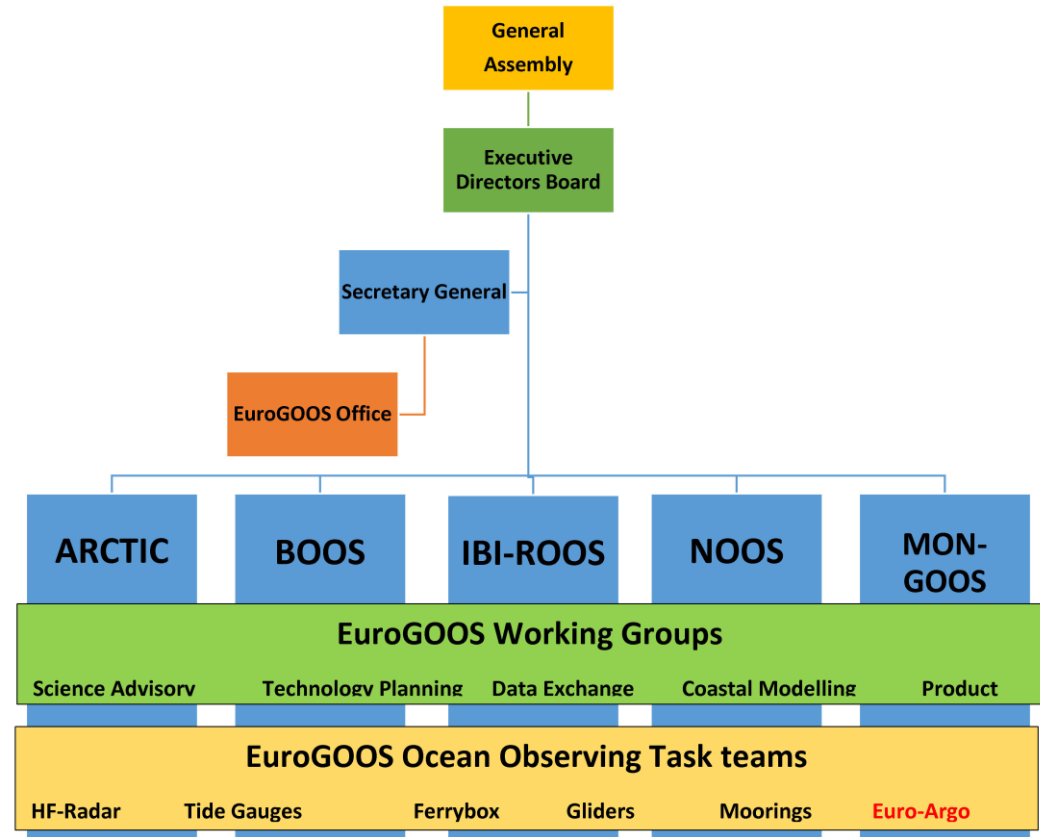 General
Assembly
Executive
Directors Board
Secretary General
EuroGOOS Office
ARCTIC
BOOS
IBI-ROOS
NOOS
MON-
GOOS
EuroGOOS Working Groups
Science Advisory
Technology Planning
Data Exchange
Coastal Modelling
Product
EuroGOOS Ocean Observing Task teams
HF-Radar
Tide Gauges
Ferrybox
Gliders
Moorings
Euro-Argo